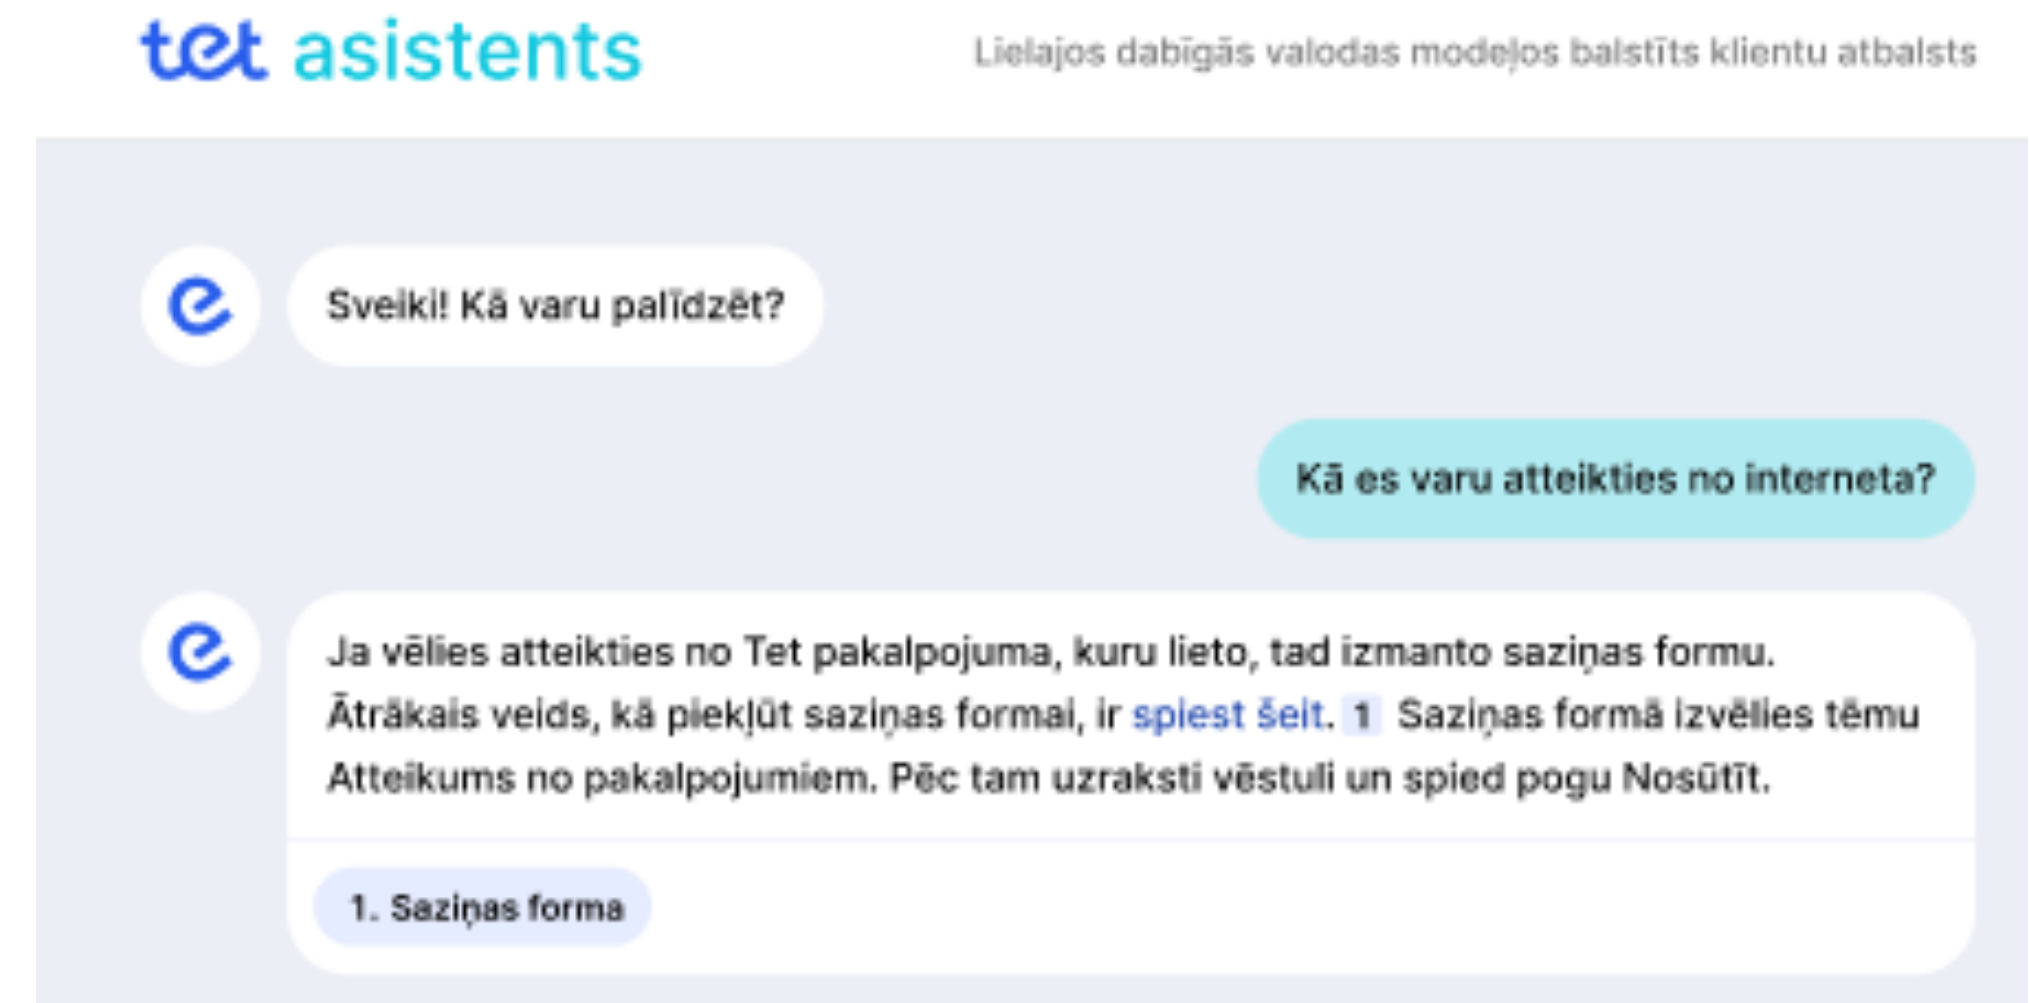 tet asistents
Lielajos dabīgās valodas modeļos balstīts klientu atbalsts
Sveiki! Kā varu palīdzēt?
Kā es varu atteikties no interneta?
Ja vēlies atteikties no Tet pakalpojuma, kuru lieto, tad izmanto saziņas formu.
Ātrākais veids, kā piekļūt saziņas formai, ir spiest šeit. 1 Saziņas formā izvēlies tēmu
Atteikums no pakalpojumiem. Pēc tam uzraksti vēstuli un spied pogu Nosūtīt.
1. Saziņas forma